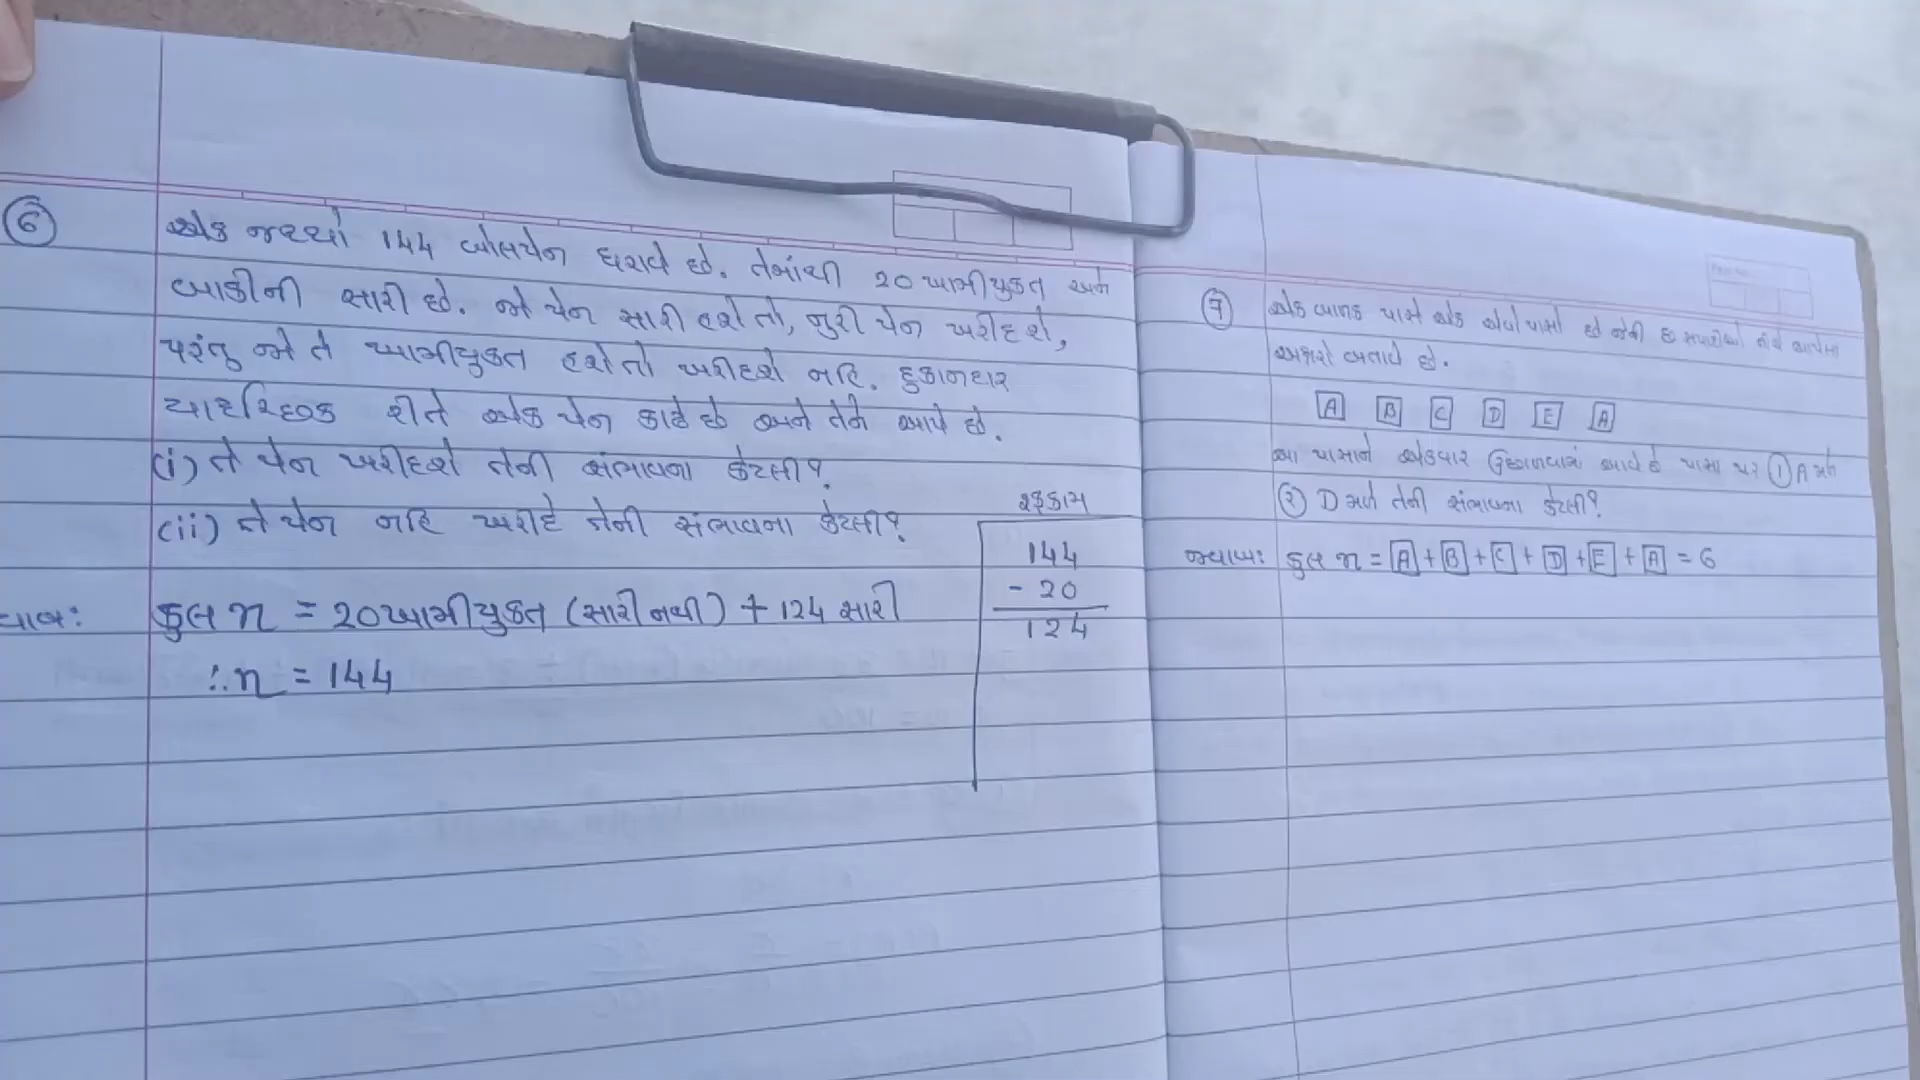 6
એક જથ્થો 144 બોલપેન ધરાવે છે. તેમાંથી 20 ખામીયુક્ત અને
બાકીની સારી છે. જો પેન સારી હશે તો, નુરી પેન ખરીદશે,
પરંતુ જો તે ખામીયુક્ત હશે તો ખરીદશે નહિ. દુકાનદાર
યાદચ્છિક રીતે એક પેન કાઢે છે અને તેને આપે છે.
(i) તે પેન ખરીદશે તેની સંભાવના કેટલી?
(ii) તે પેન નહિ ખરીદે તેની સંભાવના કેટલી?
યાબ: કુલ n = 20 ખામીયુક્ત (સારી નથી) + 124 સારી
∴ n = 144
રફકામ
144
- 20
124
7
એક બાળક પાસે એક એવો પાસો છે જેની છ સપાટીઓ નીચે આપેલા
અક્ષરો બતાવે છે.
A B C D E A
આ પાસાને એકવાર ઉછાળવામાં આવે તે પાસા પર ① A મળે
② D મળે તેની સંભાવના કેટલી?
જવાબ: કુલ n = A + B + C + D + E + A = 6